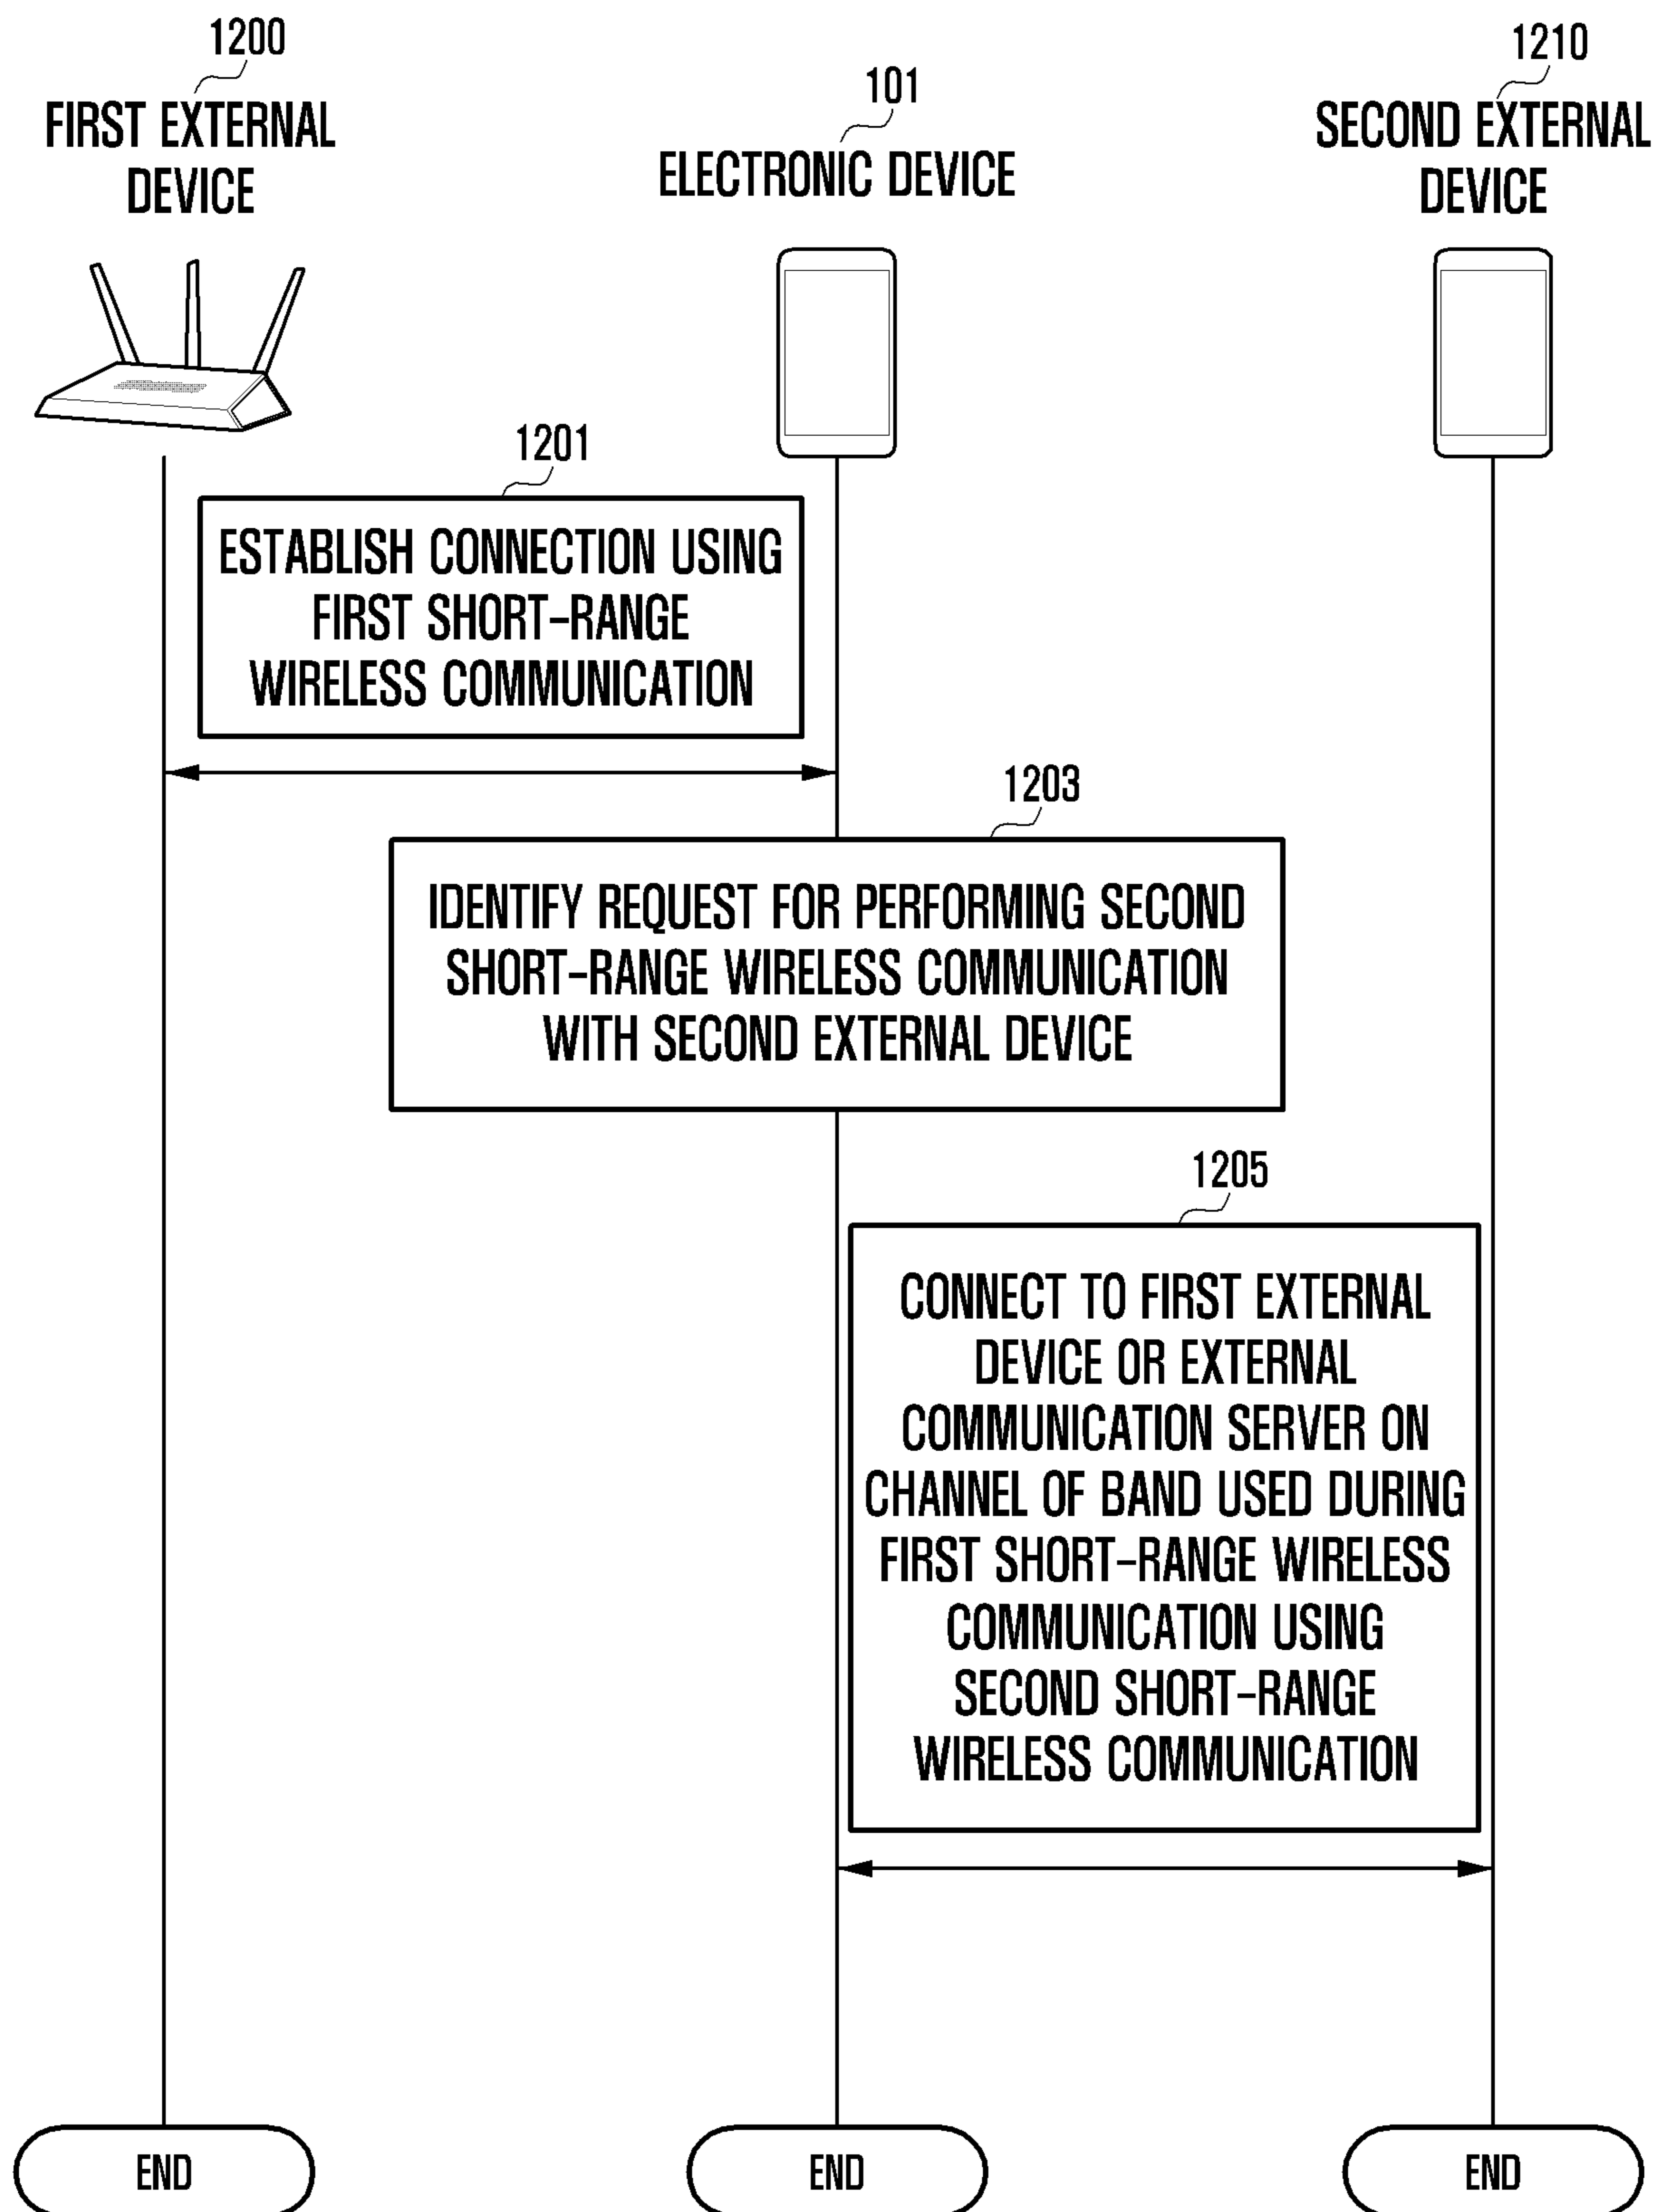 1200
FIRST EXTERNAL
DEVICE
101
ELECTRONIC DEVICE
1210
SECOND EXTERNAL
DEVICE
1201
ESTABLISH CONNECTION USING
FIRST SHORT-RANGE
WIRELESS COMMUNICATION
1203
IDENTIFY REQUEST FOR PERFORMING SECOND
SHORT-RANGE WIRELESS COMMUNICATION
WITH SECOND EXTERNAL DEVICE
1205
CONNECT TO FIRST EXTERNAL
DEVICE OR EXTERNAL
COMMUNICATION SERVER ON
CHANNEL OF BAND USED DURING
FIRST SHORT-RANGE WIRELESS
COMMUNICATION USING
SECOND SHORT-RANGE
WIRELESS COMMUNICATION
END
END
END